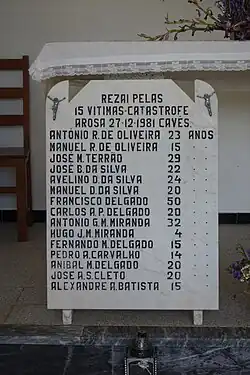 REZAI PELAS
15 VITIMAS-CATASTROFE
AROSA 27-12-1981 CAVES
ANTÓNIO R. DE OLIVEIRA 23 ANOS
MANUEL R. DE OLIVEIRA 15 " "
JOSE M. TERRÃO 29 " "
JOSE B. DA SILVA 22 " "
AVELINO D. DA SILVA 24 " "
MANUEL D. DA SILVA 20 " "
FRANCISCO DELGADO 50 " "
CARLOS A. P. DELGADO 20 " "
ANTONIO G. M. MIRANDA 32 " "
HUGO J. M. MIRANDA 4 " "
FERNANDO M. DELGADO 15 " "
PEDRO A. CARVALHO 14 " "
ANIBAL M. DELGADO 20 " "
JOSE A. S. CLETO 20 " "
ALEXANDRE A. BATISTA 15 " "